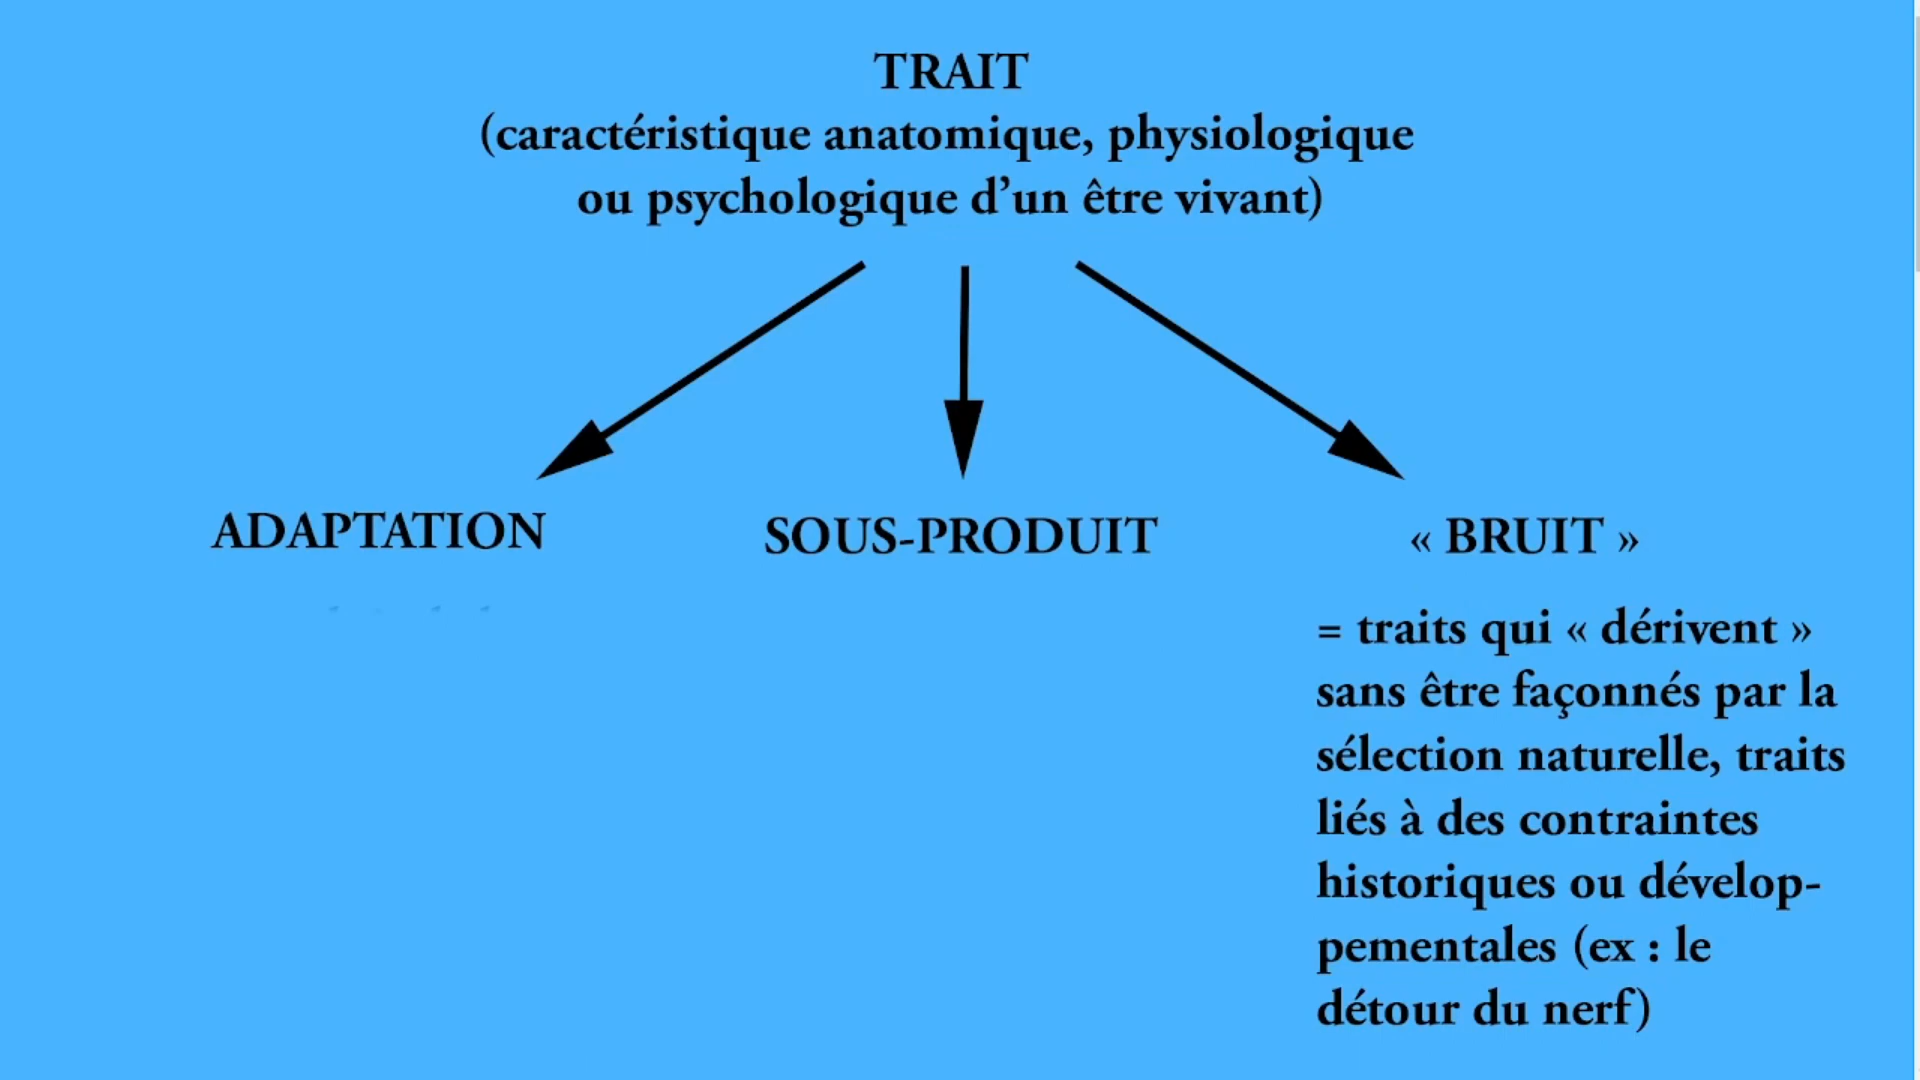 TRAIT
(caractéristique anatomique, physiologique
ou psychologique d’un être vivant)
ADAPTATION
SOUS-PRODUIT
« BRUIT »
= traits qui « dérivent »
sans être façonnés par la
sélection naturelle, traits
liés à des contraintes
historiques ou dévelop-
pementales (ex : le
détour du nerf)